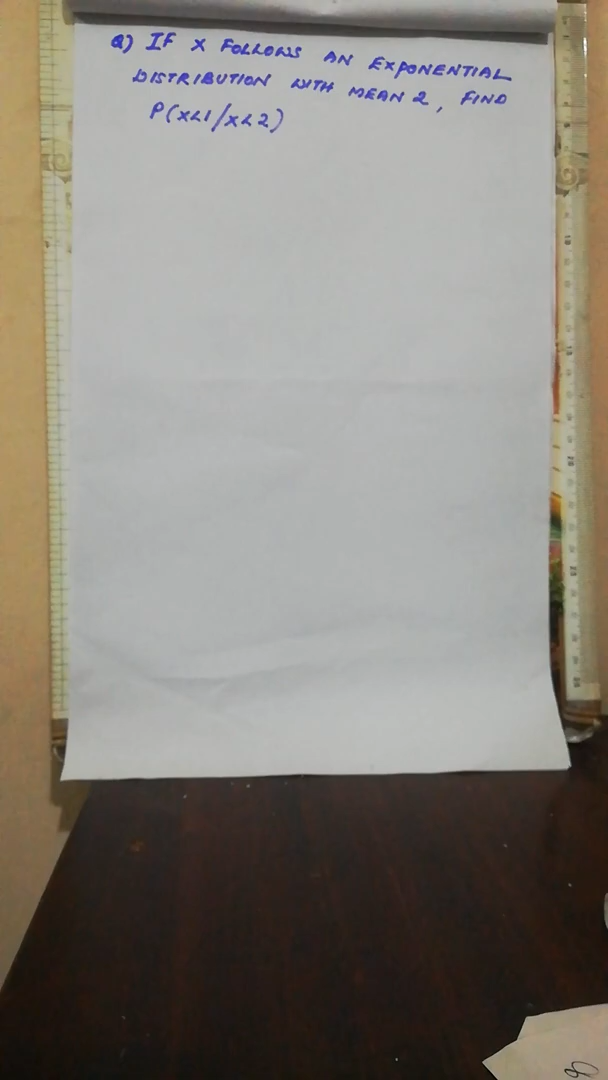 Q) IF X FOLLOWS AN EXPONENTIAL
DISTRIBUTION WITH MEAN 2, FIND
P(X<1/X<2)